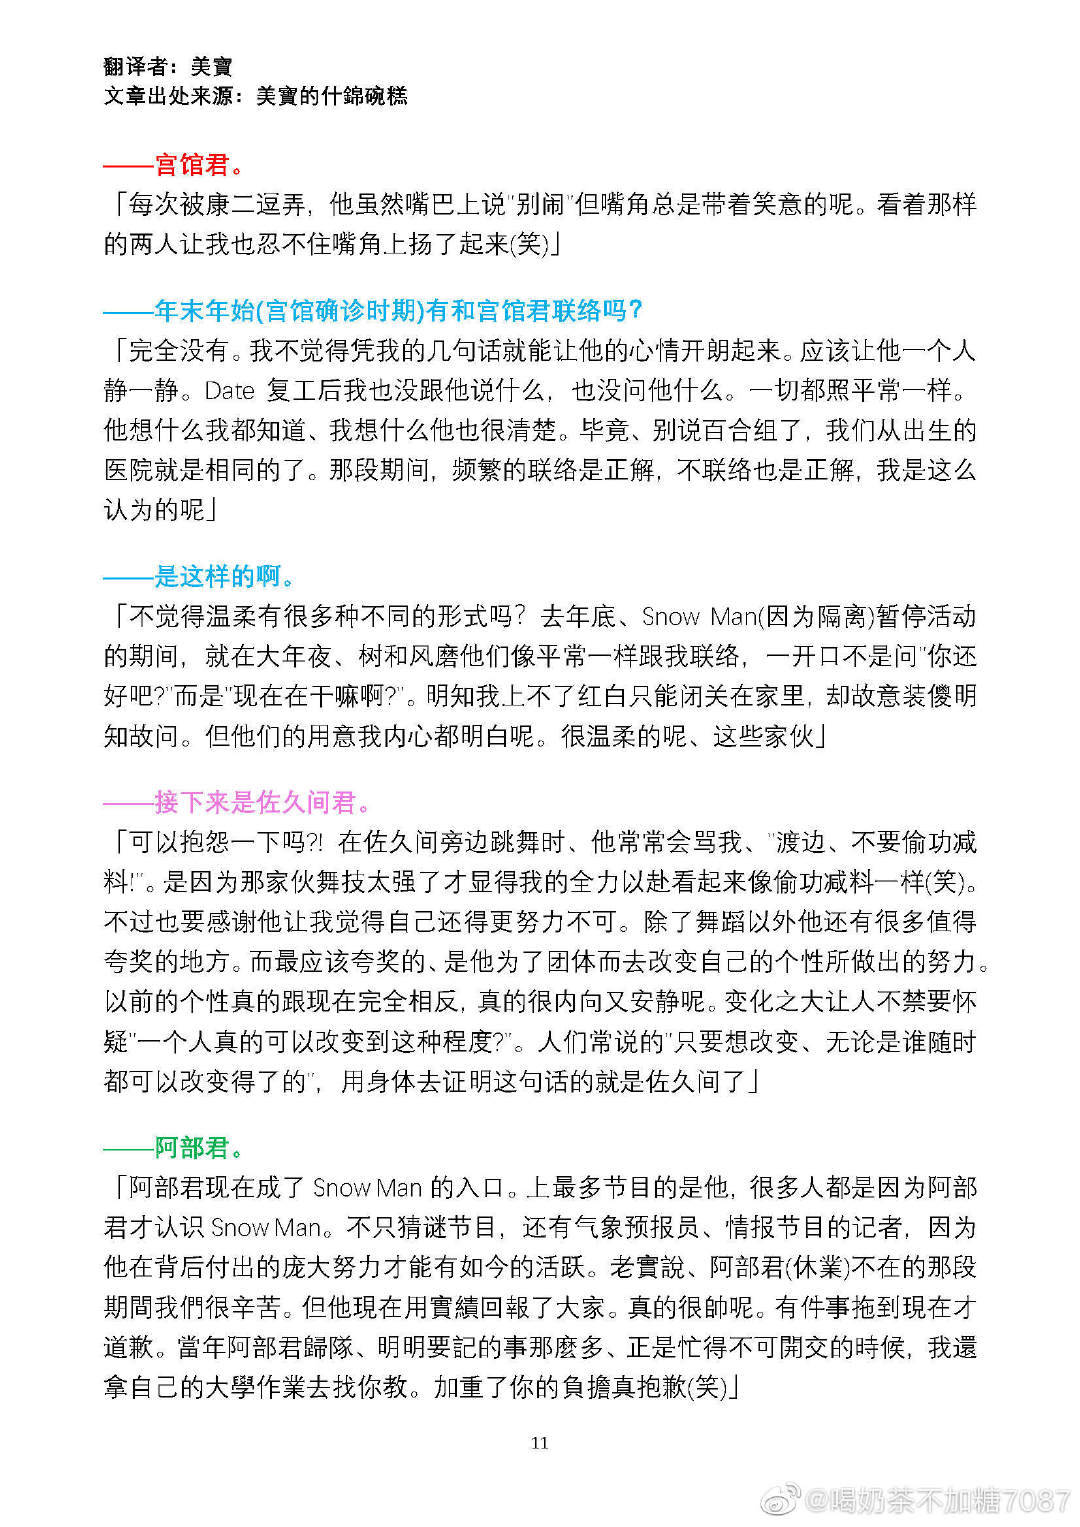 翻译者：美寶
文章出处来源：美寶的什錦碗糕
——宫馆君。
「每次被康二逗弄，他虽然嘴巴上说"别闹"但嘴角总是带着笑意的呢。看着那样
的两人让我也忍不住嘴角上扬了起来(笑)」
——年末年始(宫馆确诊时期)有和宫馆君联络吗？
「完全没有。我不觉得凭我的几句话就能让他的心情开朗起来。应该让他一个人
静一静。Date 复工后我也没跟他说什么，也没问他什么。一切都照平常一样。
他想什么我都知道、我想什么他也很清楚。毕竟、别说百合组了，我们从出生的
医院就是相同的了。那段期间，频繁的联络是正解，不联络也是正解，我是这么
认为的呢」
——是这样的啊。
「不觉得温柔有很多种不同的形式吗？去年底、Snow Man(因为隔离)暂停活动
的期间，就在大年夜、树和风磨他们像平常一样跟我联络，一开口不是问"你还
好吧?"而是"现在在干嘛啊?"。明知我上不了红白只能闭关在家里，却故意装傻明
知故问。但他们的用意我内心都明白呢。很温柔的呢、这些家伙」
——接下来是佐久间君。
「可以抱怨一下吗?! 在佐久间旁边跳舞时、他常常会骂我、"渡边、不要偷功减
料!"。是因为那家伙舞技太强了才显得我的全力以赴看起来像偷功减料一样(笑)。
不过也要感谢他让我觉得自己还得更努力不可。除了舞蹈以外他还有很多值得
夸奖的地方。而最应该夸奖的、是他为了团体而去改变自己的个性所做出的努力。
以前的个性真的跟现在完全相反，真的很内向又安静呢。变化之大让人不禁要怀
疑"一个人真的可以改变到这种程度?"。人们常说的"只要想改变、无论是谁随时
都可以改变得了的"，用身体去证明这句话的就是佐久间了」
——阿部君。
「阿部君现在成了 Snow Man 的入口。上最多节目的是他，很多人都是因为阿部
君才认识 Snow Man。不只猜谜节目，还有气象预报员、情报节目的记者，因为
他在背后付出的庞大努力才能有如今的活跃。老實說、阿部君(休業)不在的那段
期間我們很辛苦。但他現在用實績回報了大家。真的很帥呢。有件事拖到現在才
道歉。當年阿部君歸隊、明明要記的事那麼多、正是忙得不可開交的時候，我還
拿自己的大學作業去找你教。加重了你的負擔真抱歉(笑)」
11
@喝奶茶不加糖7087